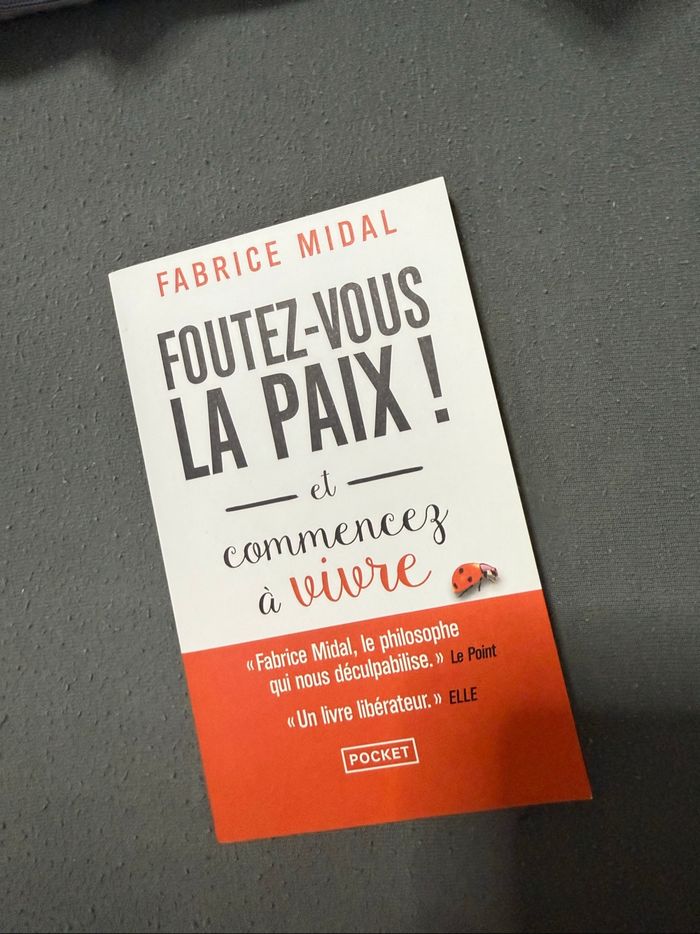 FABRICE MIDAL
FOUTEZ-VOUS
LA PAIX !
et
commencez
à vivre
« Fabrice Midal, le philosophe
qui nous déculpabilise. » Le Point
« Un livre libérateur. » ELLE
POCKET